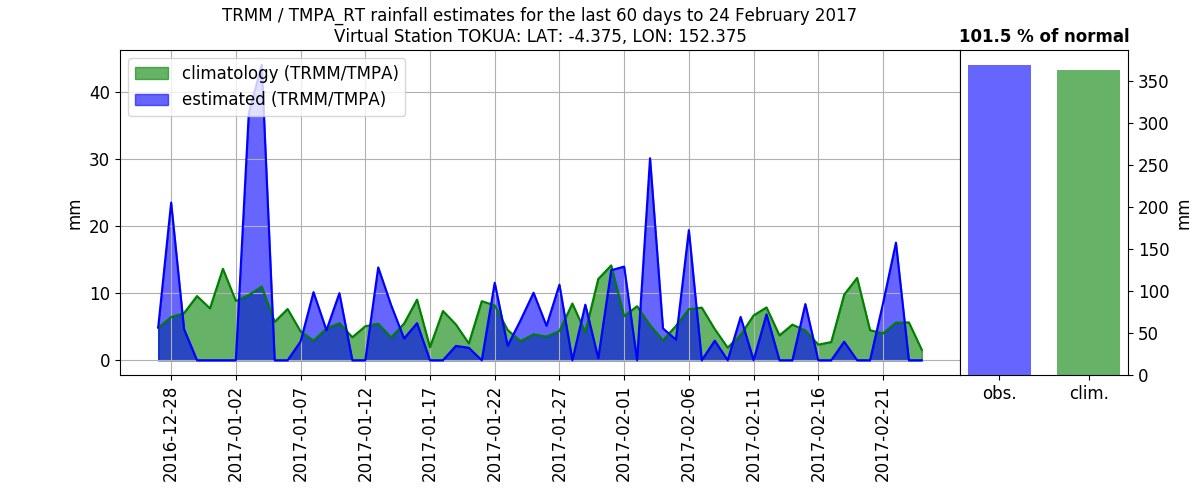 TRMM / TMPA_RT rainfall estimates for the last 60 days to 24 February 2017
Virtual Station TOKUA: LAT: -4.375, LON: 152.375
101.5 % of normal
climatology (TRMM/TMPA)
estimated (TRMM/TMPA)
mm
40
30
20
10
0
2016-12-28
2017-01-02
2017-01-07
2017-01-12
2017-01-17
2017-01-22
2017-01-27
2017-02-01
2017-02-06
2017-02-11
2017-02-16
2017-02-21
350
300
250
200
150
100
50
0
mm
obs.
clim.